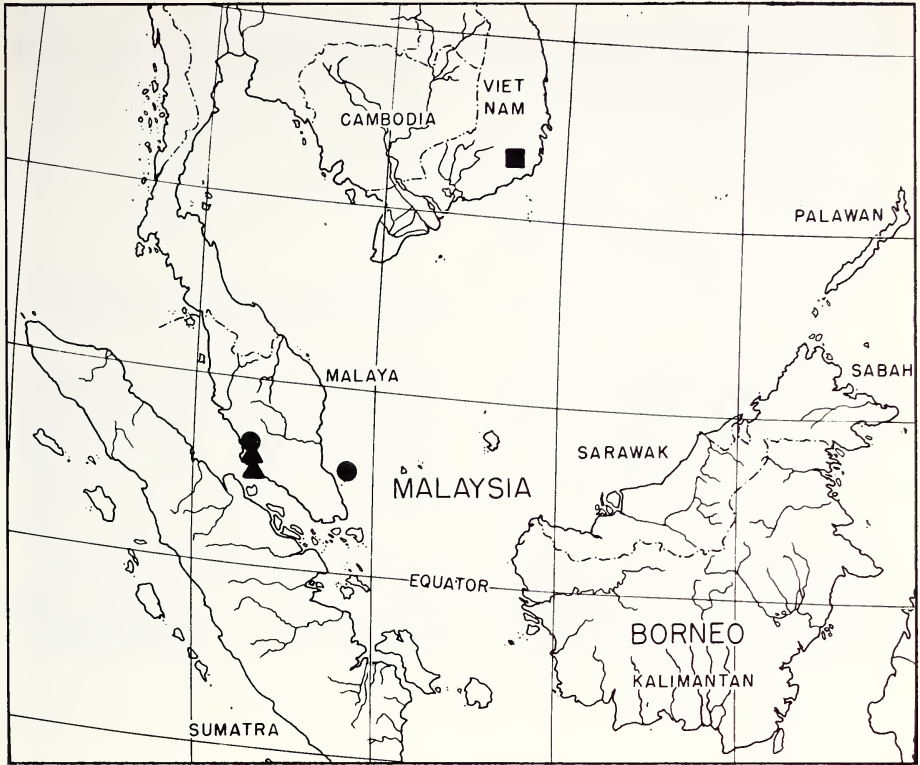 VIET
NAM
CAMBODIA
PALAWAN
MALAYA
SABAH
SARAWAK
MALAYSIA
EQUATOR
BORNEO
KALIMANTAN
SUMATRA